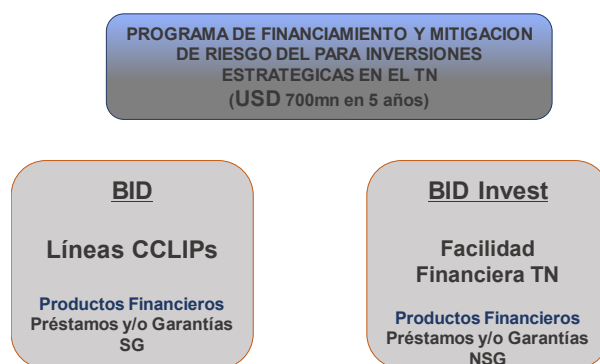 PROGRAMA DE FINANCIAMIENTO Y MITIGACION
DE RIESGO DEL PARA INVERSIONES
ESTRATEGICAS EN EL TN
(USD 700mn en 5 años)
BID
Líneas CCLIPs
Productos Financieros
Préstamos y/o Garantías
SG
BID Invest
Facilidad
Financiera TN
Productos Financieros
Préstamos y/o Garantías
NSG